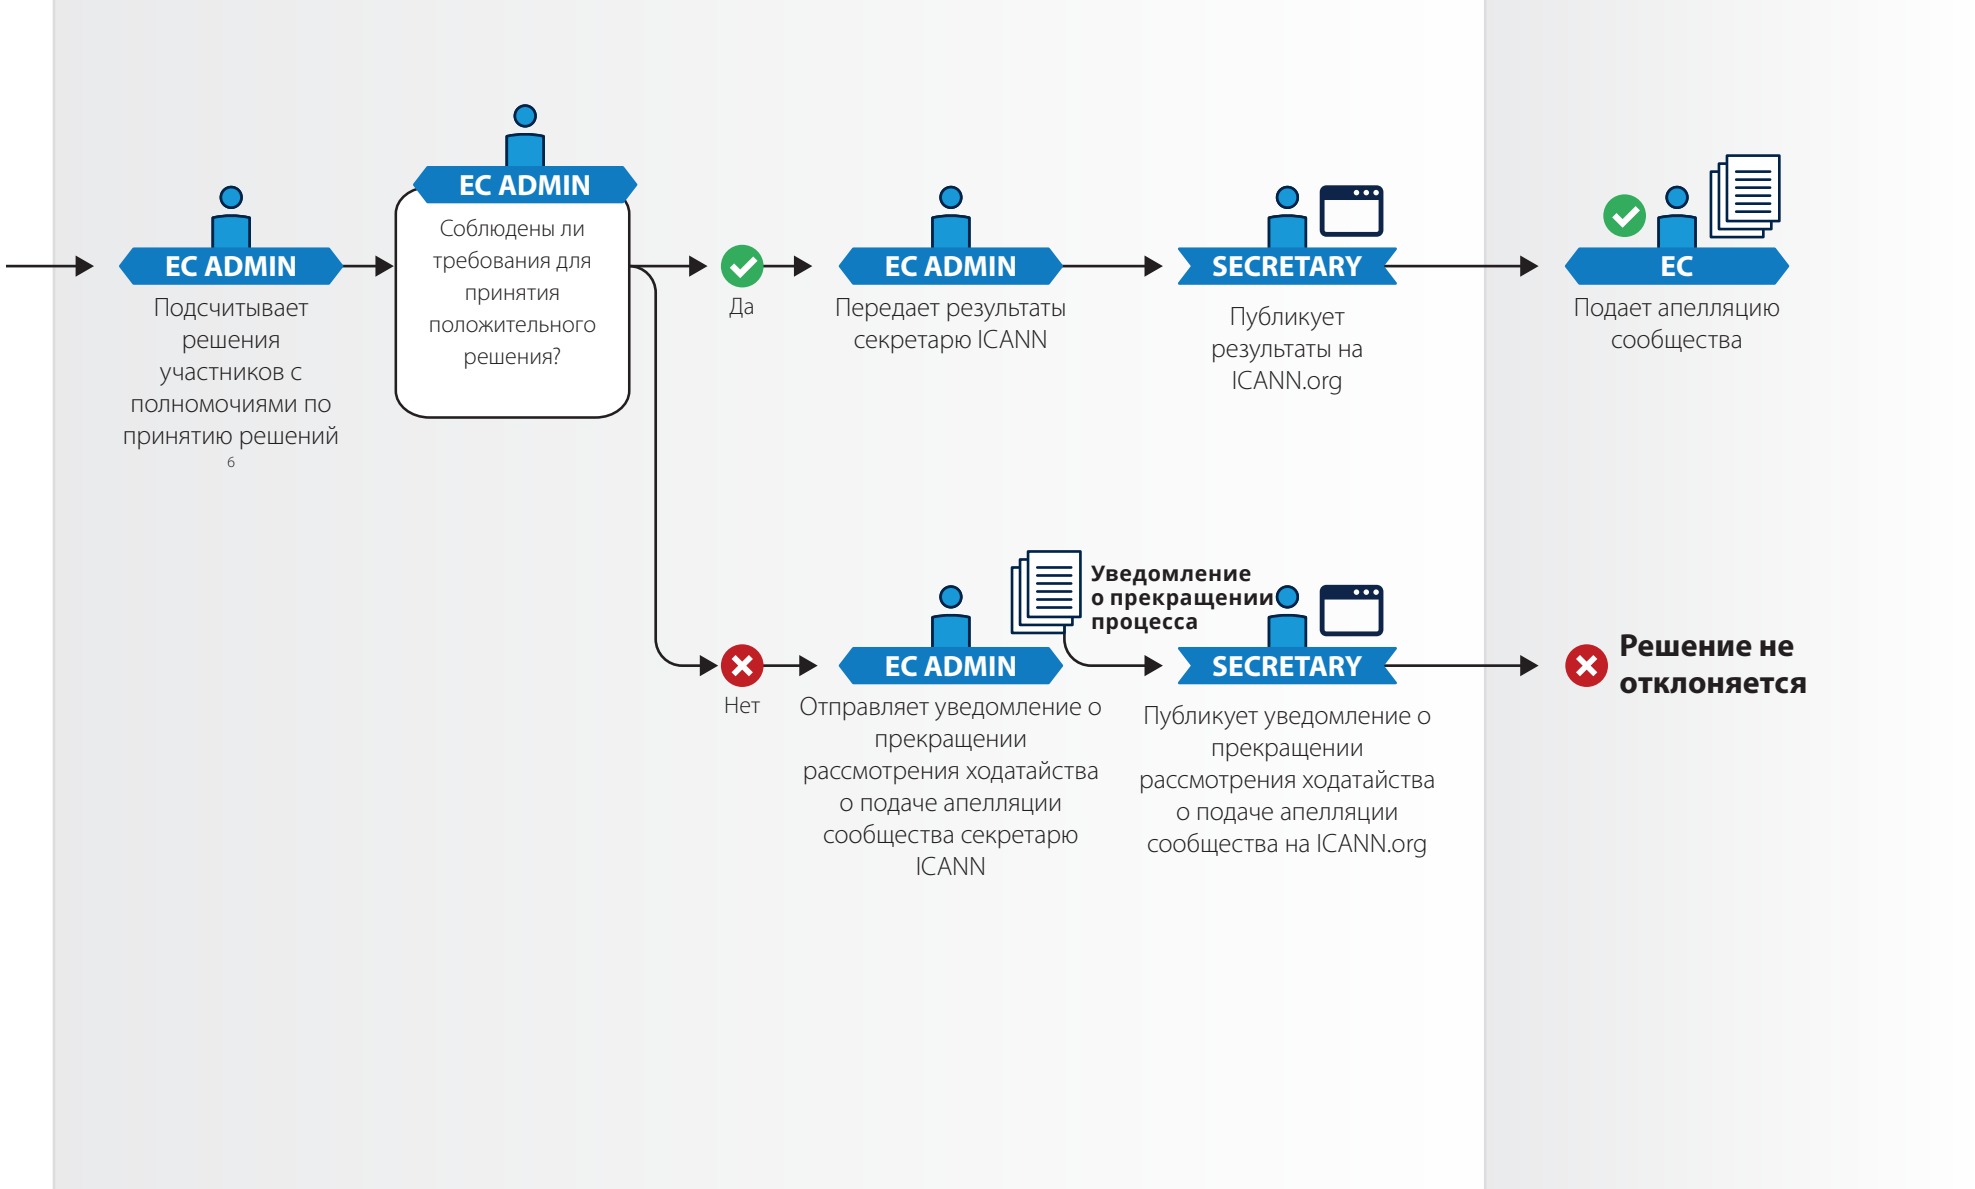 EC ADMIN
Подсчитывает
решения
участников с
полномочиями по
принятию решений
6
EC ADMIN
Соблюдены ли
требования для
принятия
положительного
решения?
Да
EC ADMIN
Передает результаты
секретарю ICANN
SECRETARY
Публикует
результаты на
ICANN.org
EC
Подает апелляцию
сообщества
Нет
EC ADMIN
Отправляет уведомление о
прекращении
рассмотрения ходатайства
о подаче апелляции
сообщества секретарю
ICANN
Уведомление
о прекращении
процесса
SECRETARY
Публикует уведомление о
прекращении
рассмотрения ходатайства
о подаче апелляции
сообщества на ICANN.org
Решение не
отклоняется